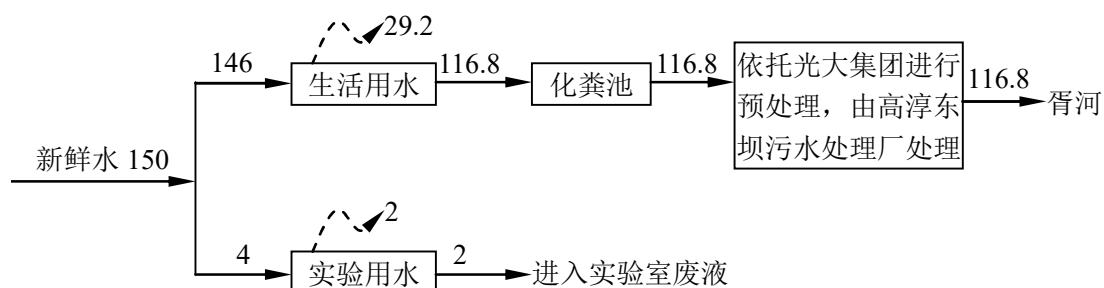 29.2
146
生活用水
116.8
化粪池
116.8
依托光大集团进行
预处理，由高淳东
坝污水处理厂处理
116.8
胥河
新鲜水 150
2
4
实验用水
2
进入实验室废液